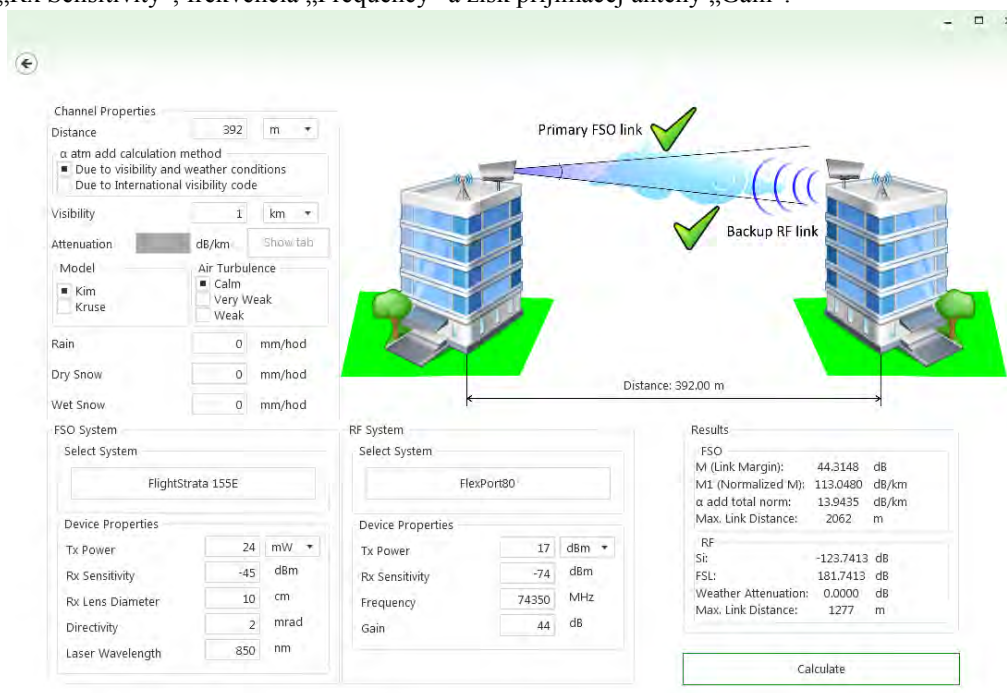 „Rx Sensitivity“, frekvencia „Frequency“ a zisk prijímacej antény „Gain“.
Channel Properties
Distance 392 m
α atm add calculation method
Due to visibility and weather conditions
Due to International visibility code
Visibility 1 km
Attenuation dB/km Show tab
Model
Kim
Kruse
Air Turbulence
Calm
Very Weak
Weak
Rain 0 mm/hod
Dry Snow 0 mm/hod
Wet Snow 0 mm/hod
Primary FSO link
Backup RF link
Distance: 392.00 m
FSO System
Select System
FlightStrata 155E
Device Properties
Tx Power 24 mW
Rx Sensitivity -45 dBm
Rx Lens Diameter 10 cm
Directivity 2 mrad
Laser Wavelength 850 nm
RF System
Select System
FlexPort80
Device Properties
Tx Power 17 dBm
Rx Sensitivity -74 dBm
Frequency 74350 MHz
Gain 44 dB
Results
FSO
M (Link Margin): 44.3148 dB
M1 (Normalized M): 113.0480 dB/km
α add total norm: 13.9435 dB/km
Max. Link Distance: 2062 m
RF
Si: -123.7413 dB
FSL: 181.7413 dB
Weather Attenuation: 0.0000 dB
Max. Link Distance: 1277 m
Calculate